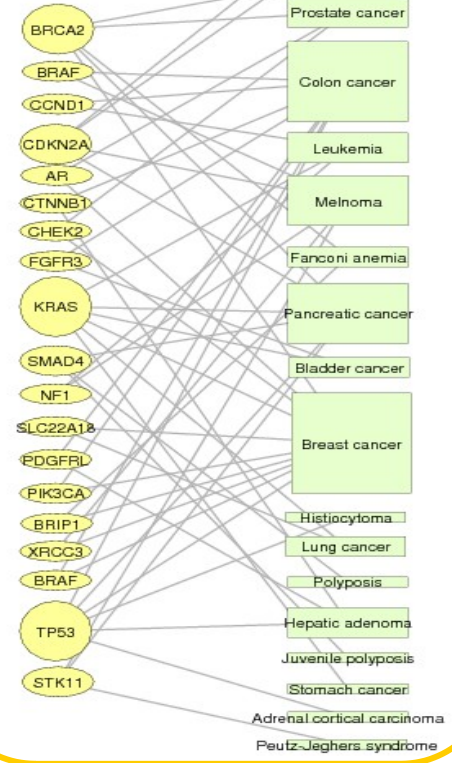 BRCA2
BRAF
CCND1
CDKN2A
AR
CTNNB1
CHEK2
FGFR3
KRAS
SMAD4
NF1
SLC22A18
PDGFRL
PIK3CA
BRIP1
XRCC3
BRAF
TP53
STK11
Prostate cancer
Colon cancer
Leukemia
Melnoma
Fanconi anemia
Pancreatic cancer
Bladder cancer
Breast cancer
Histiocytoma
Lung cancer
Polyposis
Hepatic adenoma
Juvenile polyposis
Stomach cancer
Adrenal cortical carcinoma
Peutz-Jeghers syndrome